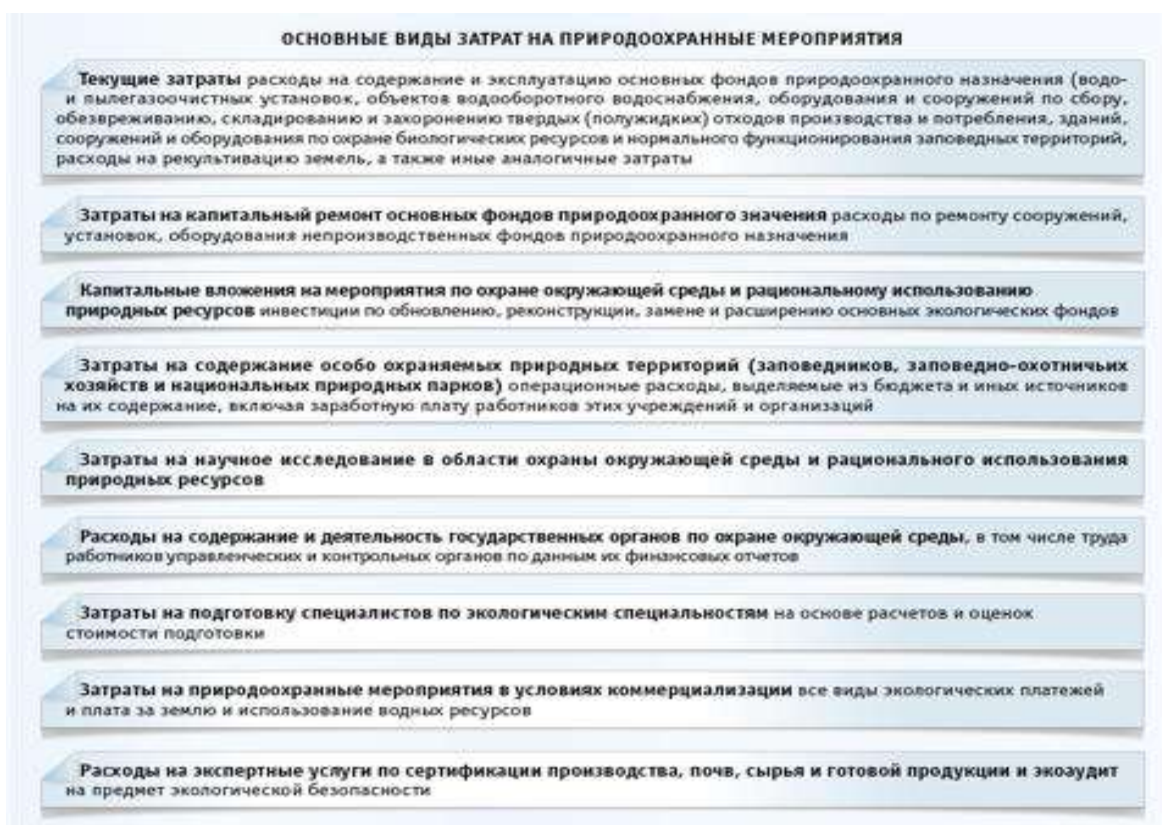 ОСНОВНЫЕ ВИДЫ ЗАТРАТ НА ПРИРОДООХРАННЫЕ МЕРОПРИЯТИЯ
Текущие затраты расходы на содержание и эксплуатацию основных фондов природоохранного назначения (водо-
и пылегазоочистных установок, объектов водооборотного водоснабжения, оборудования и сооружений по сбору,
обезвреживанию, складированию и захоронению твердых (полужидких) отходов производства и потребления, зданий,
сооружений и оборудования по охране биологических ресурсов и нормального функционирования заповедных территорий,
расходы на рекультивацию земель, а также иные аналогичные затраты
Затраты на капитальный ремонт основных фондов природоохранного значения расходы по ремонту сооружений,
установок, оборудования непроизводственных фондов природоохранного назначения
Капитальные вложения на мероприятия по охране окружающей среды и рациональному использованию
природных ресурсов инвестиции по обновлению, реконструкции, замене и расширению основных экологических фондов
Затраты на содержание особо охраняемых природных территорий (заповедников, заповедно-охотничьих
хозяйств и национальных природных парков) операционные расходы, выделяемые из бюджета и иных источников
на их содержание, включая заработную плату работников этих учреждений и организаций
Затраты на научное исследование в области охраны окружающей среды и рационального использования
природных ресурсов
Расходы на содержание и деятельность государственных органов по охране окружающей среды, в том числе труда
работников управленческих и контрольных органов по данным их финансовых отчетов
Затраты на подготовку специалистов по экологическим специальностям на основе расчетов и оценок
стоимости подготовки
Затраты на природоохранные мероприятия в условиях коммерциализации все виды экологических платежей
и плата за землю и использование водных ресурсов
Расходы на экспертные услуги по сертификации производства, почв, сырья и готовой продукции и экоаудит
на предмет экологической безопасности